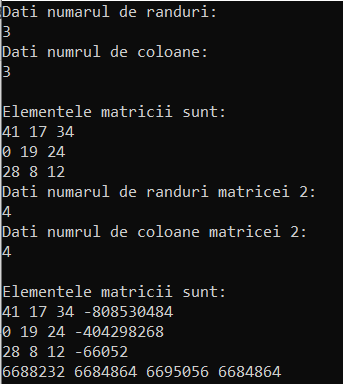 Dati numarul de randuri:
3
Dati numrul de coloane:
3
Elementele matricii sunt:
41 17 34
0 19 24
28 8 12
Dati numarul de randuri matricei 2:
4
Dati numrul de coloane matricei 2:
4
Elementele matricii sunt:
41 17 34 -808530484
0 19 24 -404298268
28 8 12 -66052
6688232 6684864 6695056 6684864